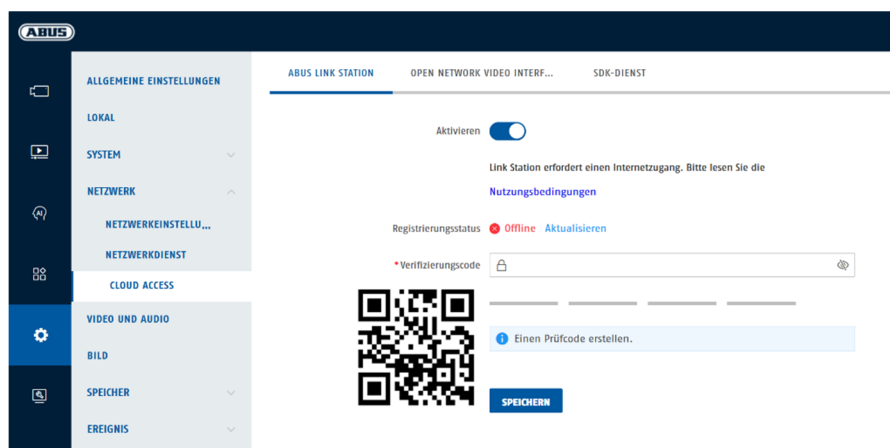 ABUS
ALLGEMEINE EINSTELLUNGEN
LOKAL
SYSTEM
NETZWERK
NETZWERKEINSTELLU...
NETZWERKDIENST
CLOUD ACCESS
VIDEO UND AUDIO
BILD
SPEICHER
EREIGNIS
AI
ABUS LINK STATION
OPEN NETWORK VIDEO INTERF...
SDK-DIENST
Aktivieren
Link Station erfordert einen Internetzugang. Bitte lesen Sie die
Nutzungsbedingungen
Registrierungsstatus Offline Aktualisieren
*Verifizierungscode
Einen Prüfcode erstellen.
SPEICHERN